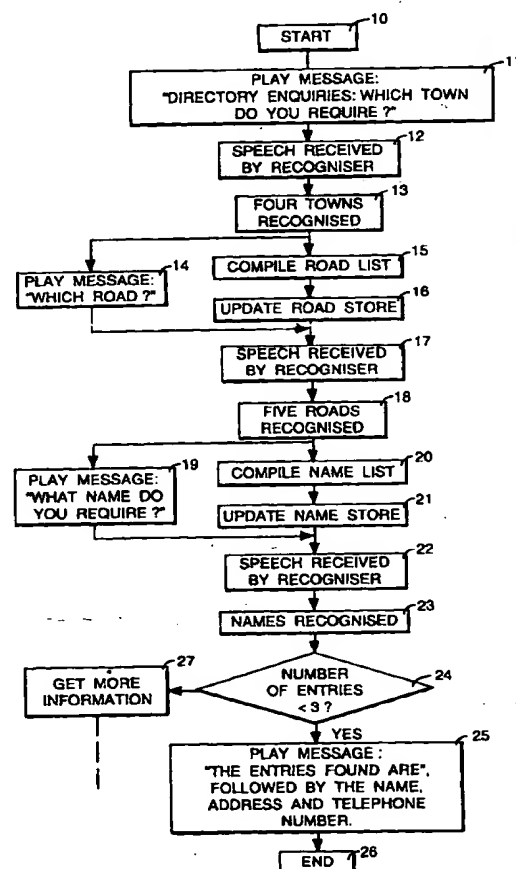 10
START
11
PLAY MESSAGE:
"DIRECTORY ENQUIRIES: WHICH TOWN
DO YOU REQUIRE?"
12
SPEECH RECEIVED
BY RECOGNISER
13
FOUR TOWNS
RECOGNISED
14
PLAY MESSAGE:
"WHICH ROAD?"
15
COMPILE ROAD LIST
16
UPDATE ROAD STORE
17
SPEECH RECEIVED
BY RECOGNISER
18
FIVE ROADS
RECOGNISED
19
PLAY MESSAGE:
"WHAT NAME DO
YOU REQUIRE?"
20
COMPILE NAME LIST
21
UPDATE NAME STORE
22
SPEECH RECEIVED
BY RECOGNISER
23
NAMES RECOGNISED
24
NUMBER
OF ENTRIES
<3?
27
GET MORE
INFORMATION
YES
25
PLAY MESSAGE:
"THE ENTRIES FOUND ARE",
FOLLOWED BY THE NAME,
ADDRESS AND TELEPHONE
NUMBER.
26
END